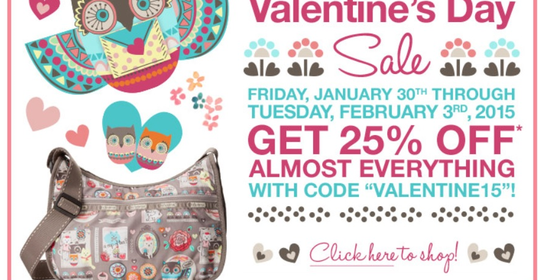 Valentine's Day
Sale
FRIDAY, JANUARY 30TH THROUGH
TUESDAY, FEBRUARY 3RD, 2015
GET 25% OFF*
ALMOST EVERYTHING
WITH CODE “VALENTINE15”!
Click here to shop!